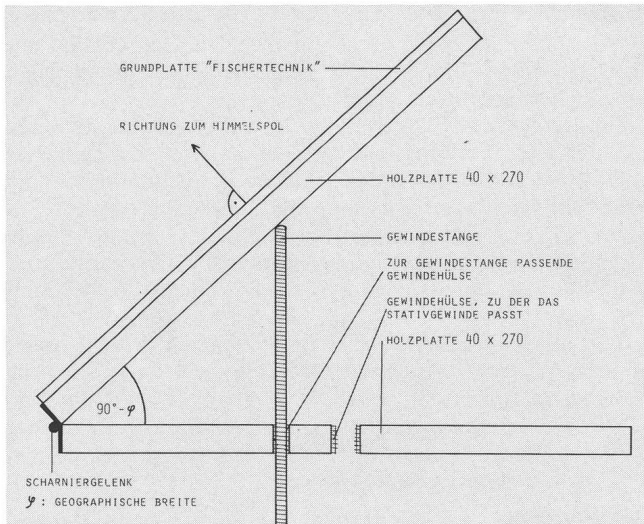 GRUNDPLATTE "FISCHERTECHNIK"
RICHTUNG ZUM HIMMELSPOL
HOLZPLATTE 40 x 270
GEWINDESTANGE
ZUR GEWINDESTANGE PASSENDE
GEWINDEHÜLSE
GEWINDEHÜLSE, ZU DER DAS
STATIVGEWINDE PASST
HOLZPLATTE 40 x 270
90°-φ
SCHARNIERGELENK
φ : GEOGRAPHISCHE BREITE